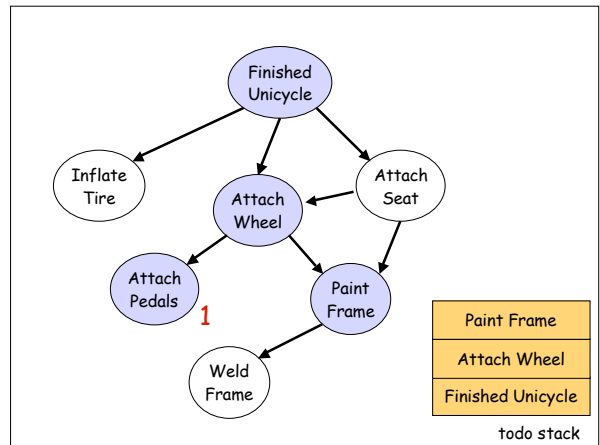 Finished
Unicycle
Inflate
Tire
Attach
Wheel
Attach
Seat
Attach
Pedals
1
Paint
Frame
Weld
Frame
Paint Frame
Attach Wheel
Finished Unicycle
todo stack